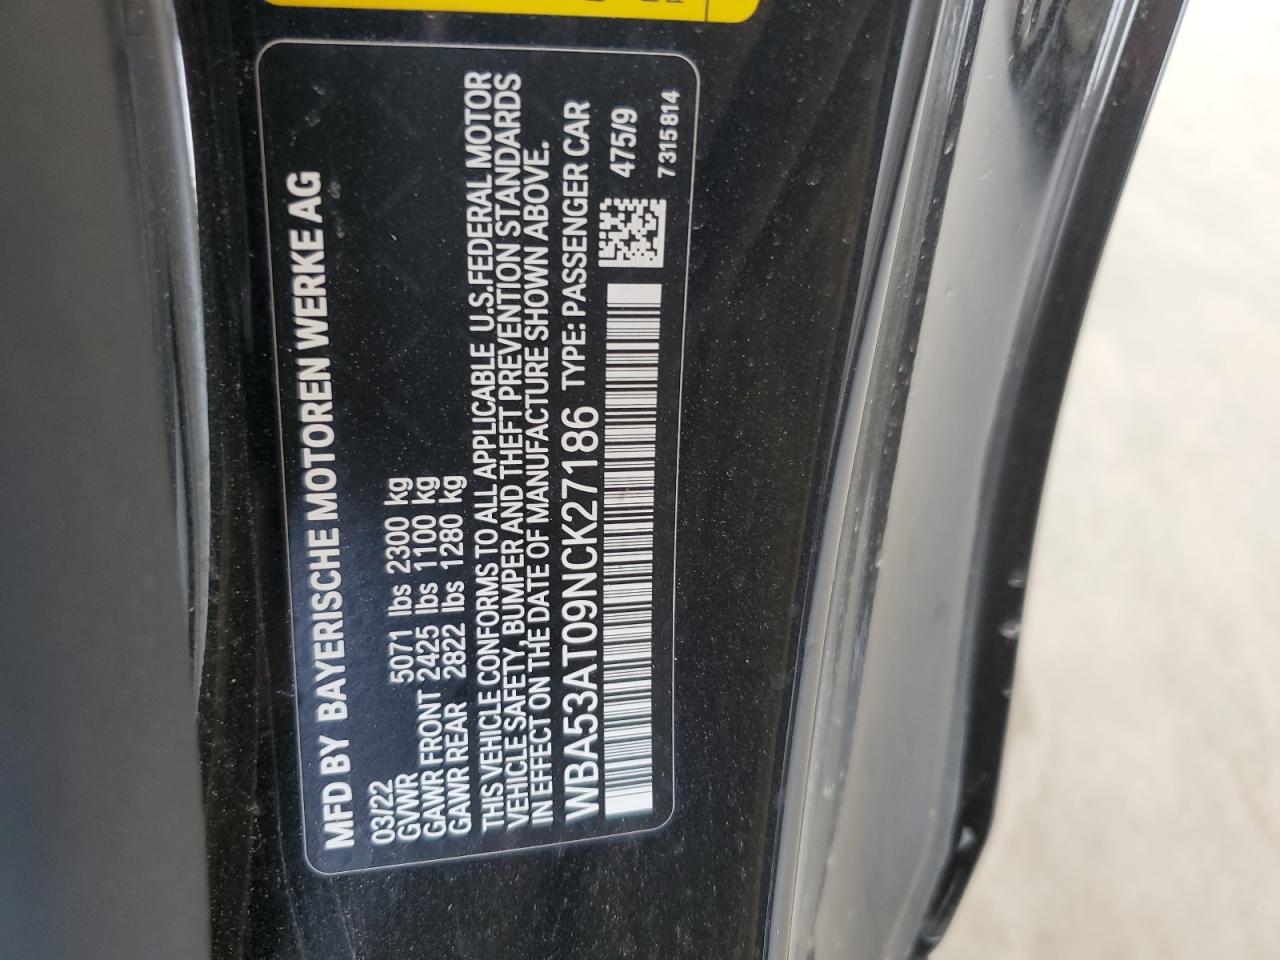 MFD BY BAYERISCHE MOTOREN WERKE AG
03/22
GVWR 5071 lbs 2300 kg
GAWR FRONT 2425 lbs 1100 kg
GAWR REAR 2822 lbs 1280 kg
THIS VEHICLE CONFORMS TO ALL APPLICABLE U.S.FEDERAL MOTOR
VEHICLE SAFETY, BUMPER AND THEFT PREVENTION STANDARDS
IN EFFECT ON THE DATE OF MANUFACTURE SHOWN ABOVE.
WBA53AT09NCK27186 TYPE: PASSENGER CAR
475/9
7 315 814